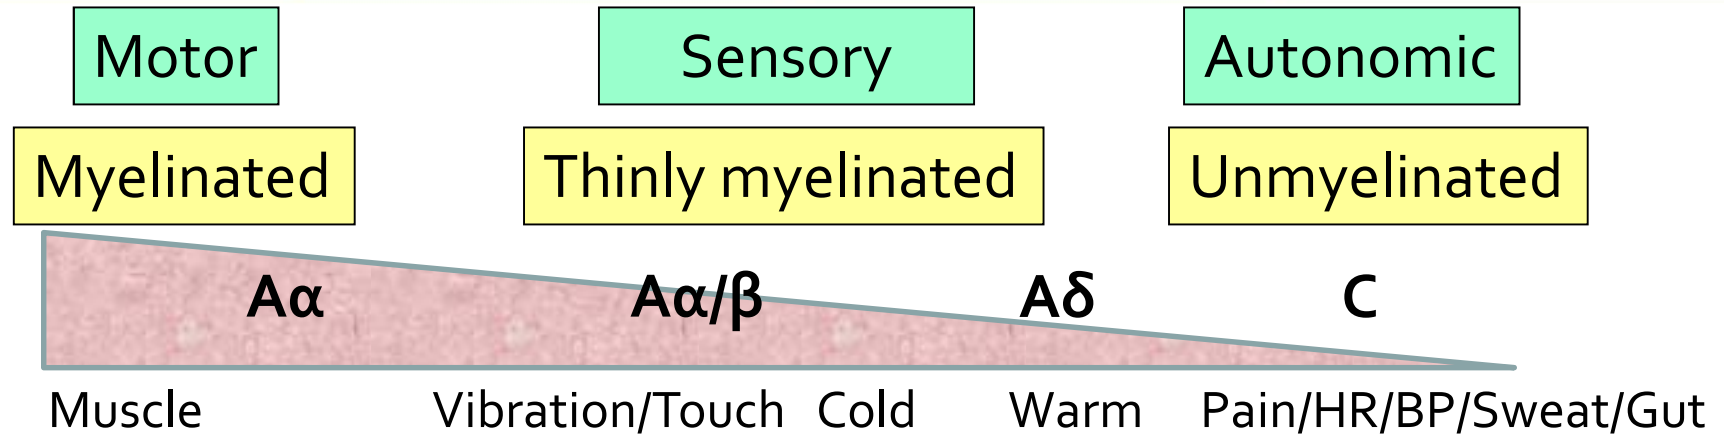 Motor Sensory Autonomic
Myelinated Thinly myelinated Unmyelinated
Aα Aα/β Aδ C
Muscle Vibration/Touch Cold Warm Pain/HR/BP/Sweat/Gut